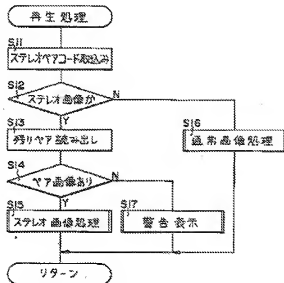 再生処理
S11
ステレオペアコード取込み
S12
ステレオ画像か
N
Y
S13
残りペア読み出し
S16
通常画像処理
S14
ペア画像あり
N
Y
S15
ステレオ画像処理
S17
警告表示
リターン